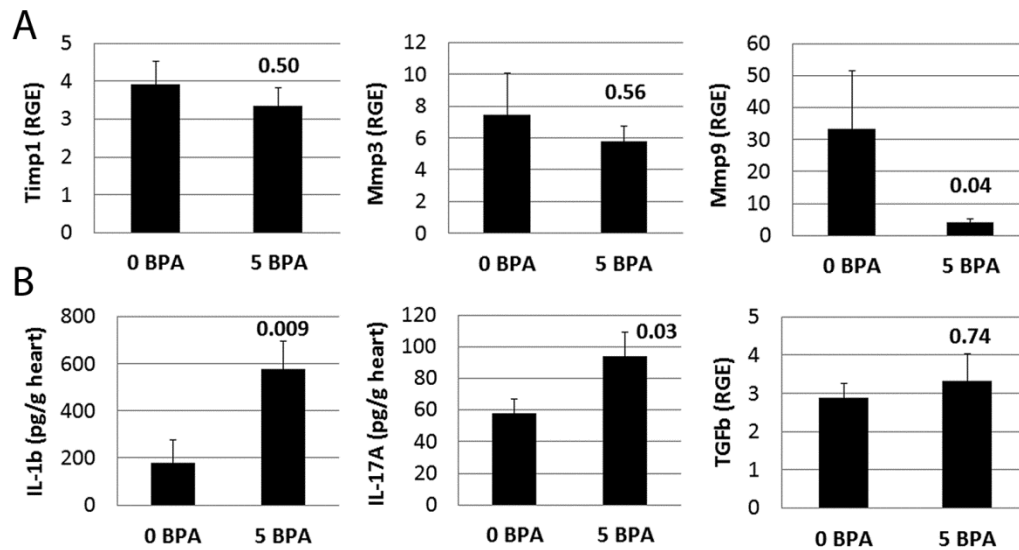 A
Timp1 (RGE)
5
4
3
2
1
0
0.50
0 BPA
5 BPA
Mmp3 (RGE)
12
10
8
6
4
2
0
0.56
0 BPA
5 BPA
Mmp9 (RGE)
60
50
40
30
20
10
0
0.04
0 BPA
5 BPA
B
IL-1b (pg/g heart)
800
600
400
200
0
0.009
0 BPA
5 BPA
IL-17A (pg/g heart)
120
100
80
60
40
20
0
0.03
0 BPA
5 BPA
TGFb (RGE)
5
4
3
2
1
0
0.74
0 BPA
5 BPA